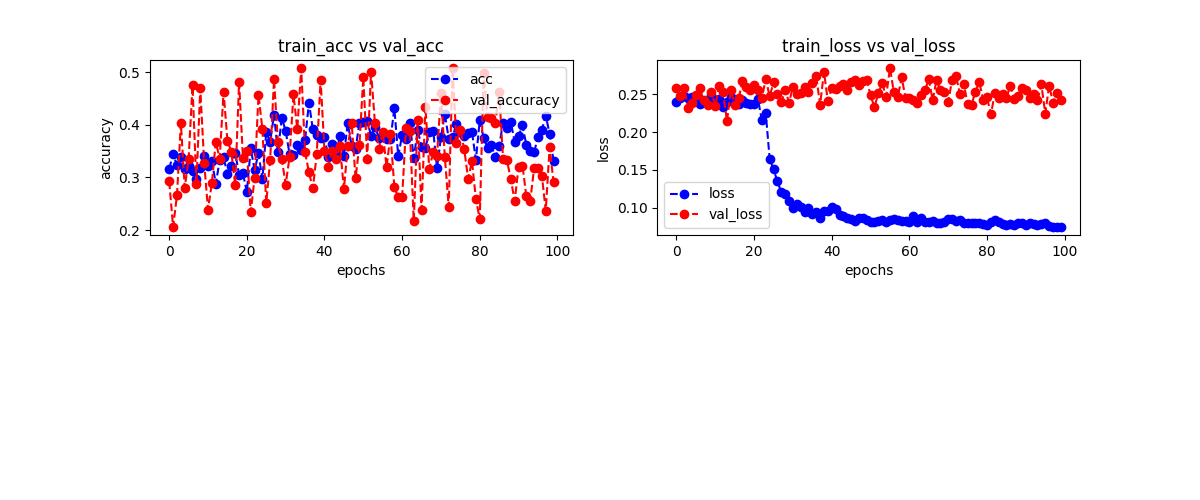 train_acc vs val_acc
accuracy
0.5
0.4
0.3
0.2
acc
val_accuracy
0
20
40
60
80
100
epochs
train_loss vs val_loss
loss
0.25
0.20
0.15
0.10
loss
val_loss
0
20
40
60
80
100
epochs